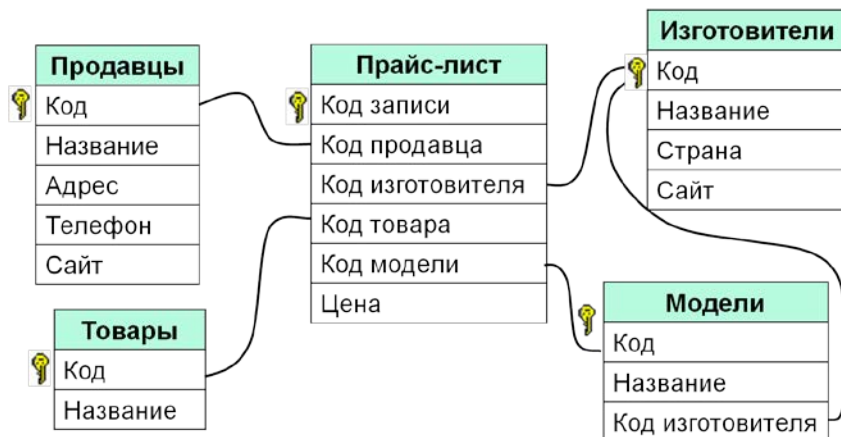 Продавцы
Код
Название
Адрес
Телефон
Сайт
Товары
Код
Название
Прайс-лист
Код записи
Код продавца
Код изготовителя
Код товара
Код модели
Цена
Изготовители
Код
Название
Страна
Сайт
Модели
Код
Название
Код изготовителя